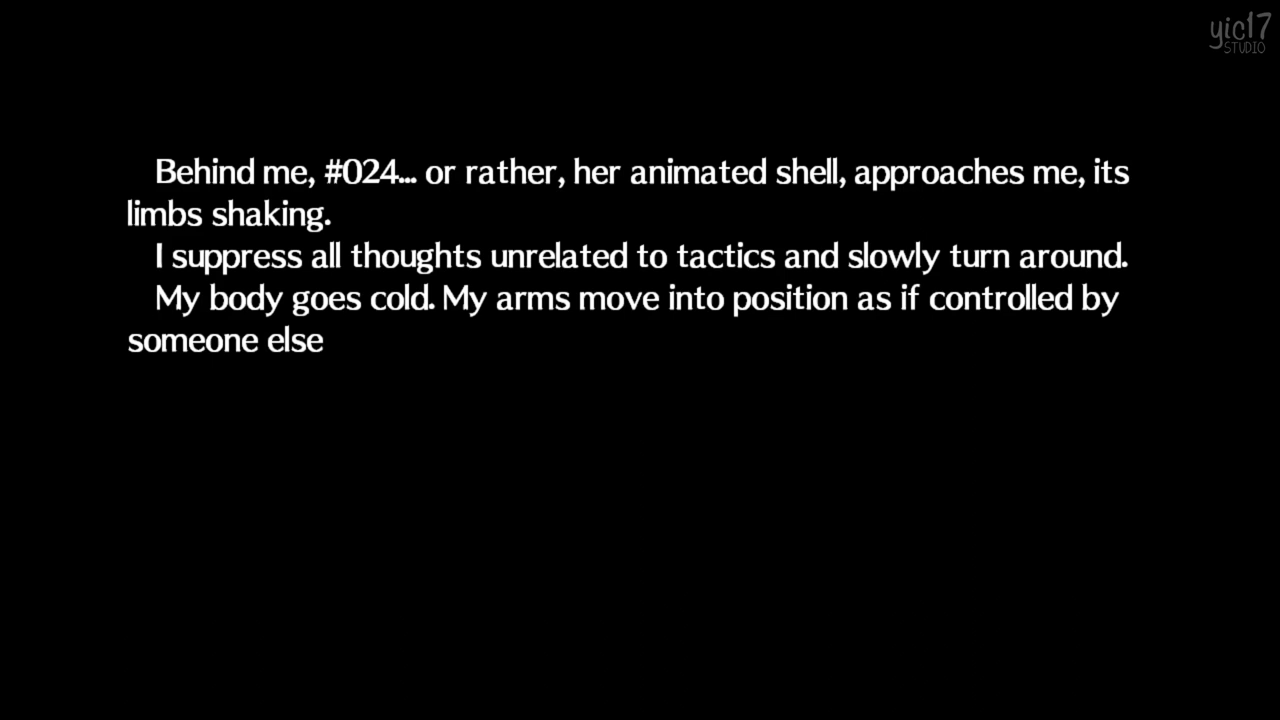 yic17
STUDIO
Behind me, #024... or rather, her animated shell, approaches me, its
limbs shaking.
I suppress all thoughts unrelated to tactics and slowly turn around.
My body goes cold. My arms move into position as if controlled by
someone else